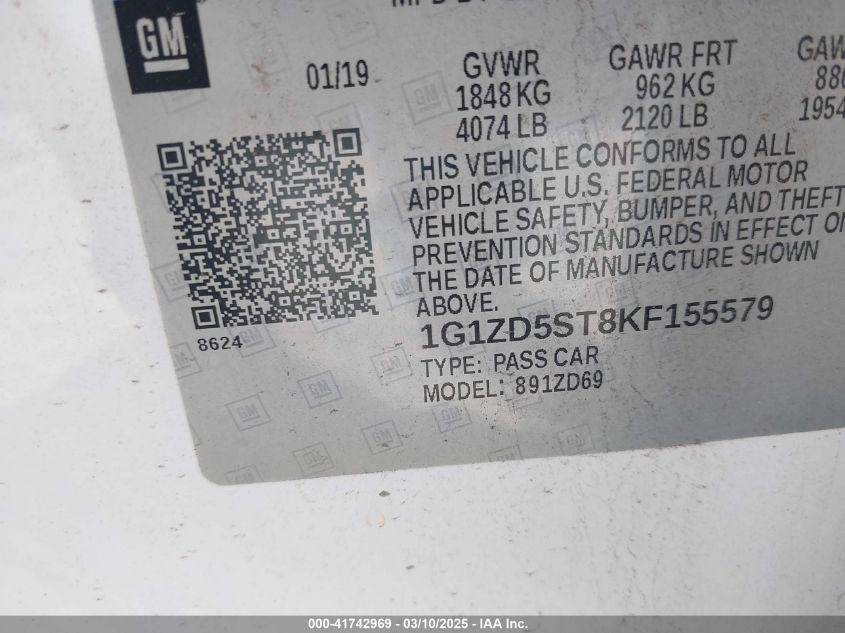 GM
01/19
GVWR
1848 KG
4074 LB
GAWR FRT
962 KG
2120 LB
THIS VEHICLE CONFORMS TO ALL
APPLICABLE U.S. FEDERAL MOTOR
VEHICLE SAFETY, BUMPER, AND THEFT
PREVENTION STANDARDS IN EFFECT ON
THE DATE OF MANUFACTURE SHOWN
ABOVE.
8624
1G1ZD5ST8KF155579
TYPE: PASS CAR
MODEL: 891ZD69
000-41742969 — 03/10/2025 — IAA Inc.